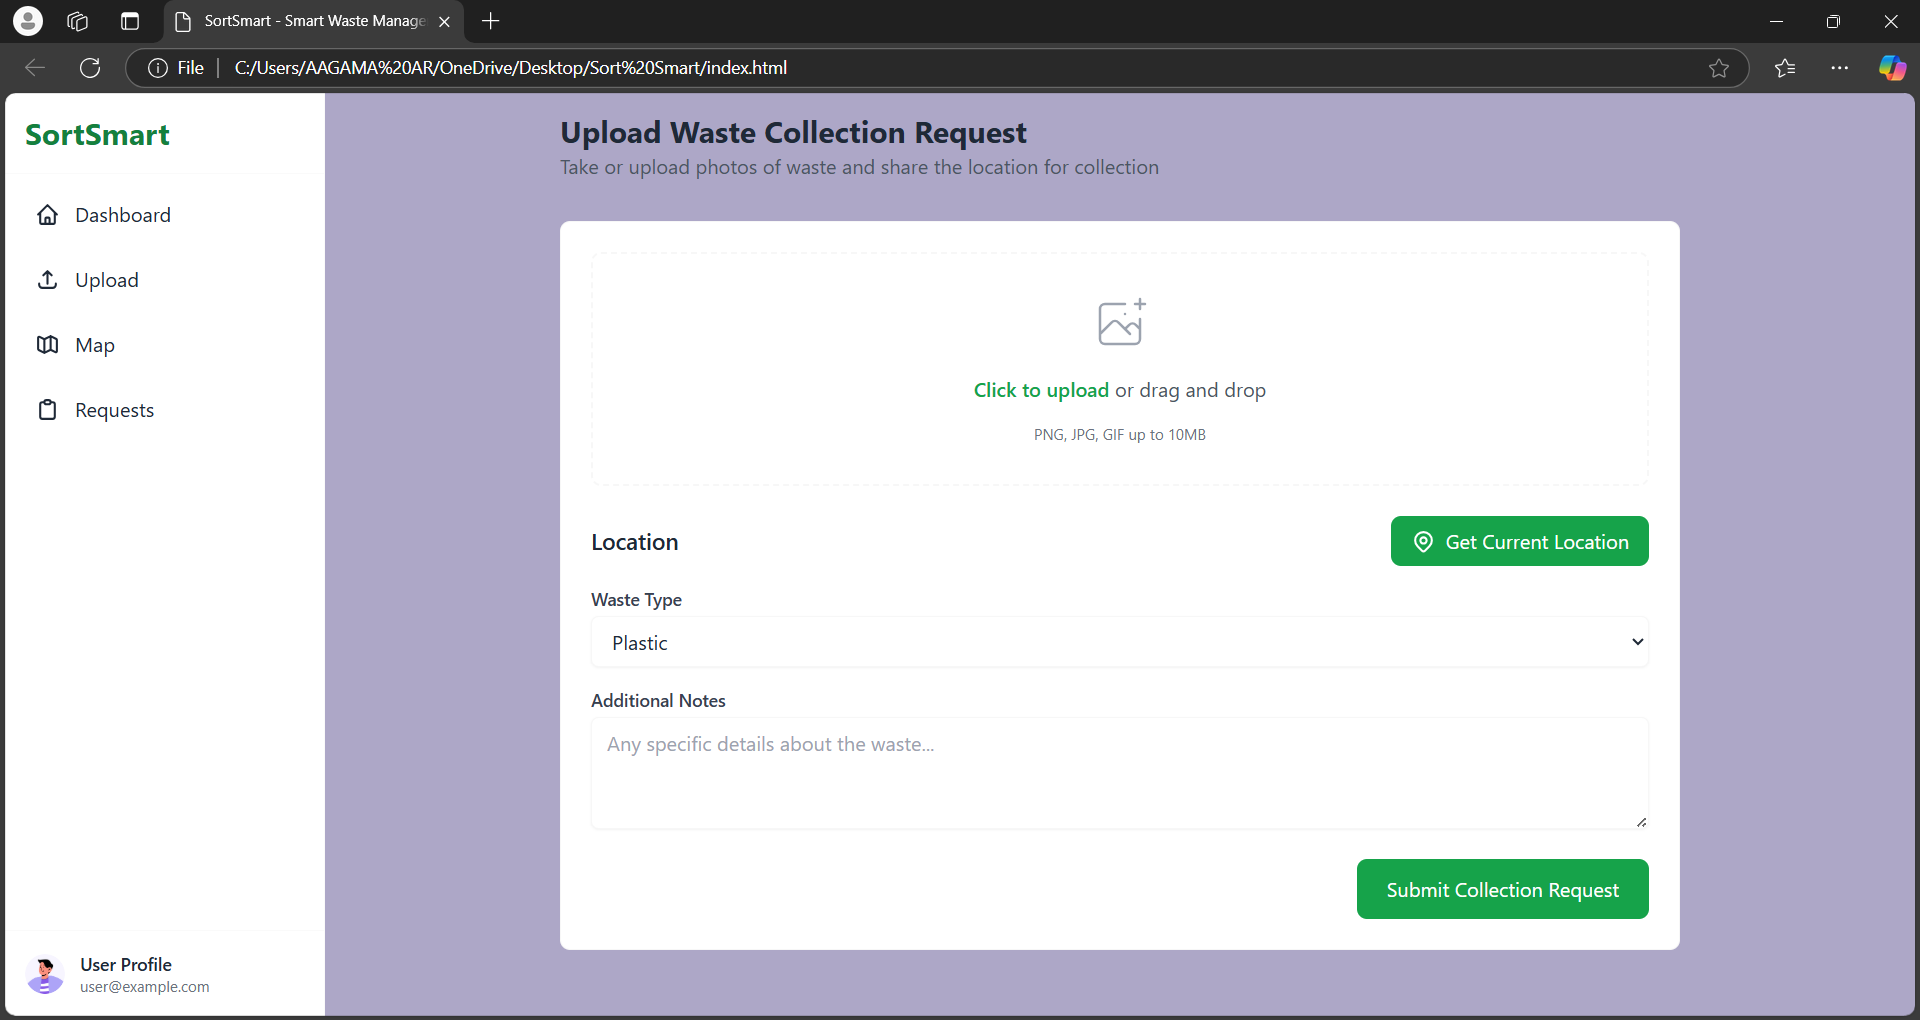 SortSmart - Smart Waste Manage
File
C:/Users/AAGAMA%20AR/OneDrive/Desktop/Sort%20Smart/index.html
SortSmart
Dashboard
Upload
Map
Requests
User Profile
user@example.com
Upload Waste Collection Request
Take or upload photos of waste and share the location for collection
Click to upload or drag and drop
PNG, JPG, GIF up to 10MB
Location
Get Current Location
Waste Type
Plastic
Additional Notes
Any specific details about the waste...
Submit Collection Request